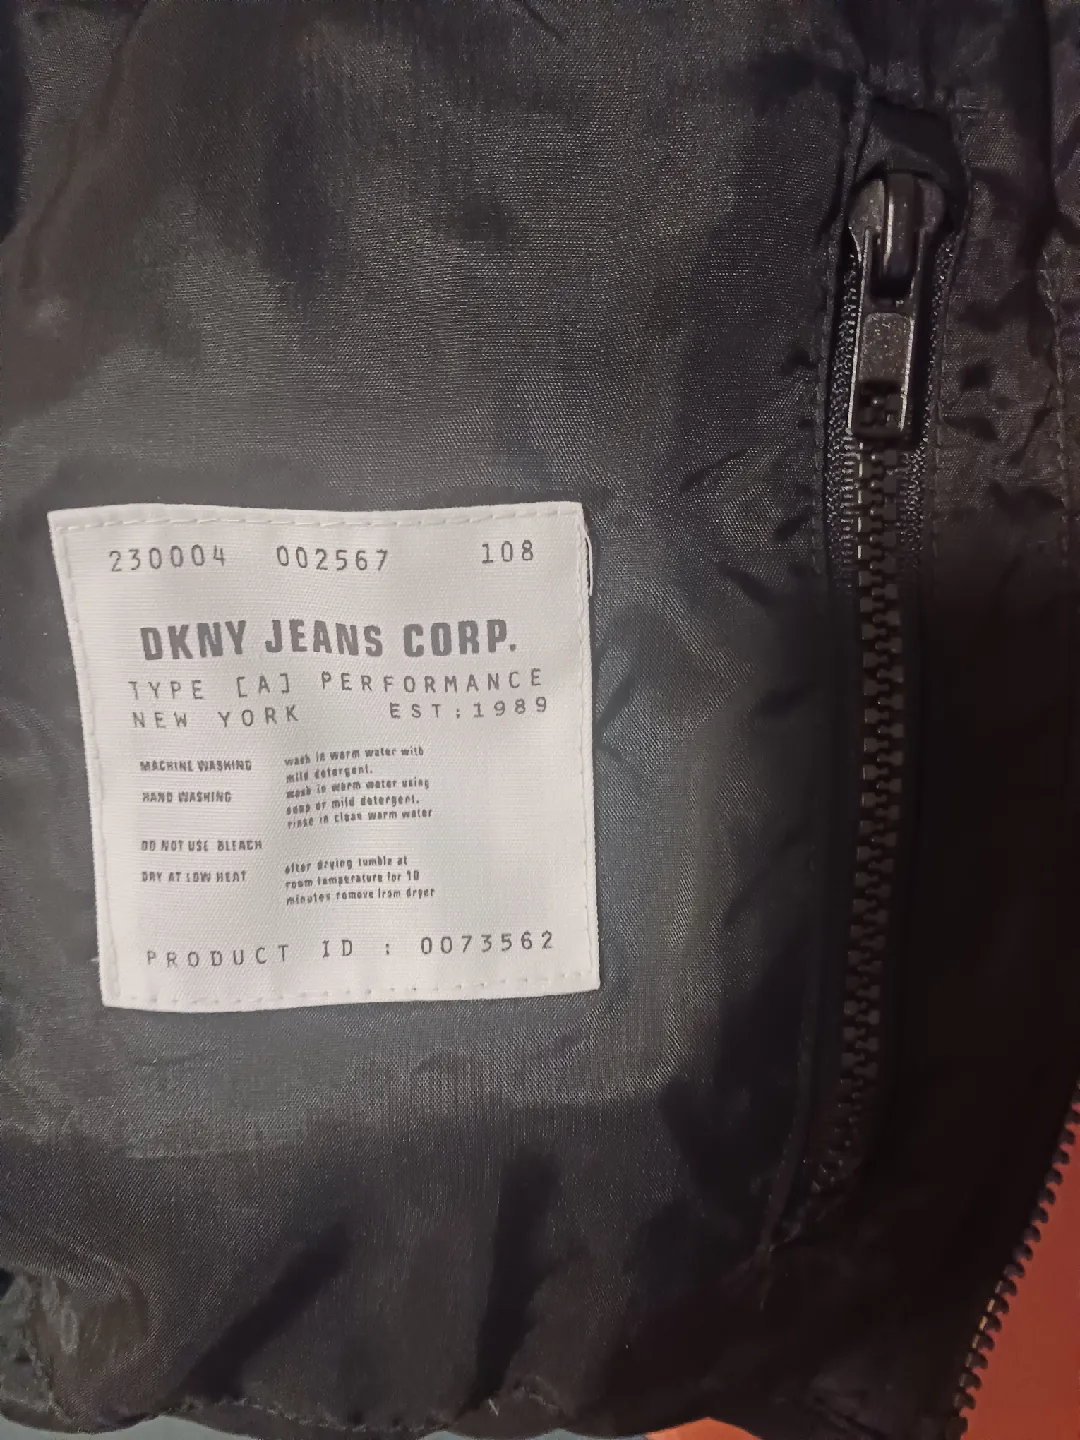 230004 002567 108
DKNY JEANS CORP.
TYPE [A] PERFORMANCE
NEW YORK EST:1989
MACHINE WASHING wash in warm water with
mild detergent.
HAND WASHING wash in warm water using
soap or mild detergent.
rinse in clean warm water
DO NOT USE BLEACH
DRY AT LOW HEAT after drying tumble at
room temperature for 10
minutes remove from dryer
PRODUCT ID : 0073562